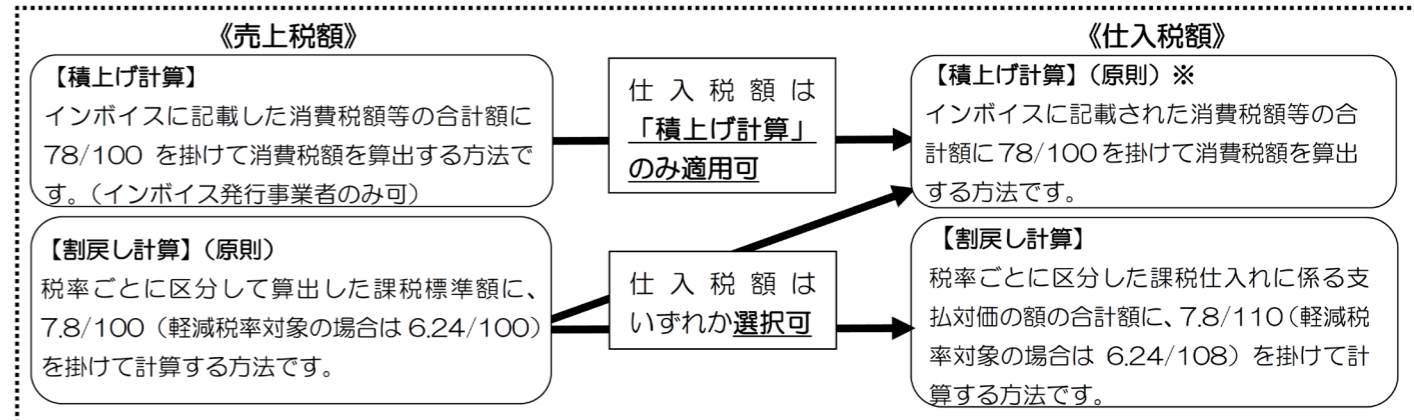 《売上税額》
【積上げ計算】
インボイスに記載した消費税額等の合計額に
78/100 を掛けて消費税額を算出する方法で
す。（インボイス発行事業者のみ可）
【割戻し計算】（原則）
税率ごとに区分して算出した課税標準額に、
7.8/100（軽減税率対象の場合は 6.24/100）
を掛けて計算する方法です。
仕入税額は
「積上げ計算」
のみ適用可
仕入税額は
いずれか選択可
《仕入税額》
【積上げ計算】（原則）※
インボイスに記載された消費税額等の合
計額に 78/100 を掛けて消費税額を算出
する方法です。
【割戻し計算】
税率ごとに区分した課税仕入れに係る支
払対価の額の合計額に、7.8/110（軽減税
率対象の場合は 6.24/108）を掛けて計
算する方法です。